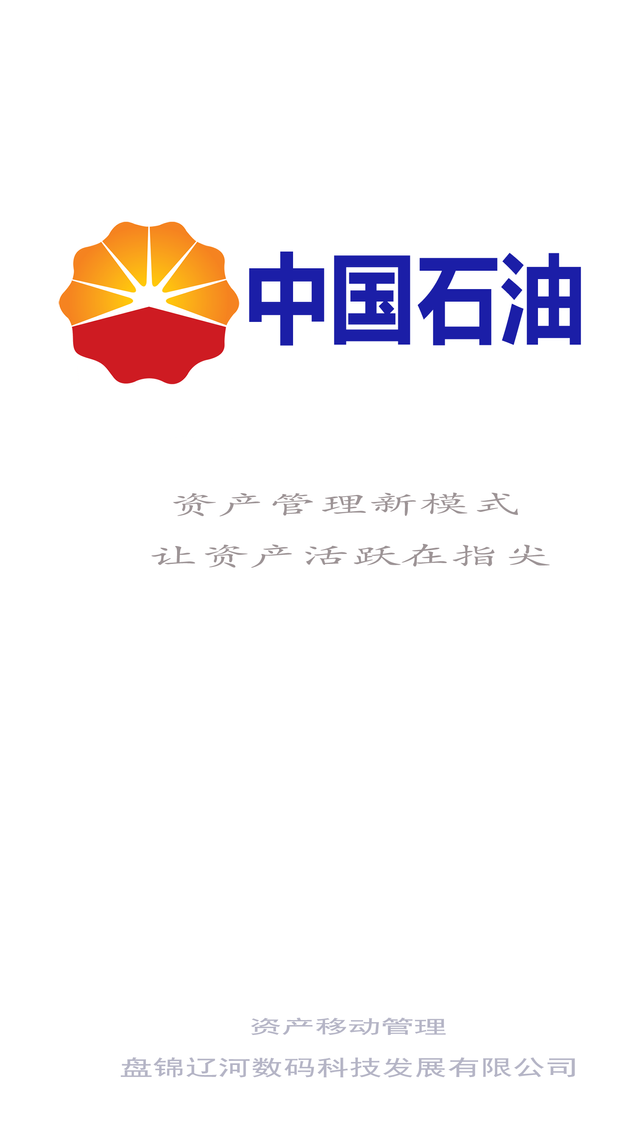 中国石油
资产管理新模式
让资产活跃在指尖
资产移动管理
盘锦辽河数码科技发展有限公司